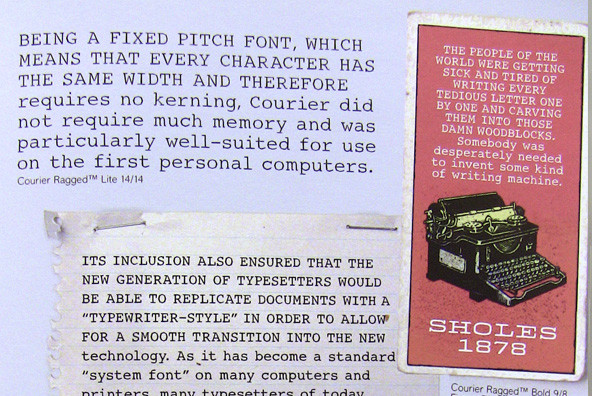 BEING A FIXED PITCH FONT, WHICH
MEANS THAT EVERY CHARACTER HAS
THE SAME WIDTH AND THEREFORE
requires no kerning, Courier did
not require much memory and was
particularly well-suited for use
on the first personal computers.
Courier Ragged™ Lite 14/14
ITS INCLUSION ALSO ENSURED THAT THE
NEW GENERATION OF TYPESETTERS WOULD
BE ABLE TO REPLICATE DOCUMENTS WITH A
“TYPEWRITER-STYLE” IN ORDER TO ALLOW
FOR A SMOOTH TRANSITION INTO THE NEW
technology. As it has become a standard
“system font” on many computers and
printers, many typesetters of today
THE PEOPLE OF THE
WORLD WERE GETTING
SICK AND TIRED OF
WRITING EVERY
TEDIOUS LETTER ONE
BY ONE AND CARVING
THEM INTO THOSE
DAMN WOODBLOCKS.
Somebody was
desperately needed
to invent some kind
of writing machine.
SHOLES
1878
Courier Ragged™ Bold 9/8